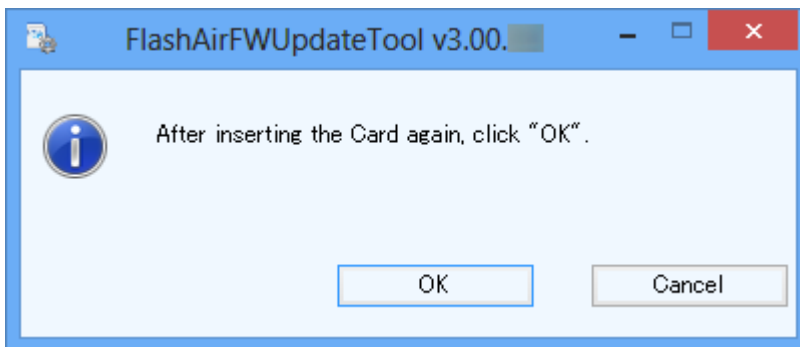 FlashAirFWUpdateTool v3.00.
After inserting the Card again, click "OK".
OK
Cancel